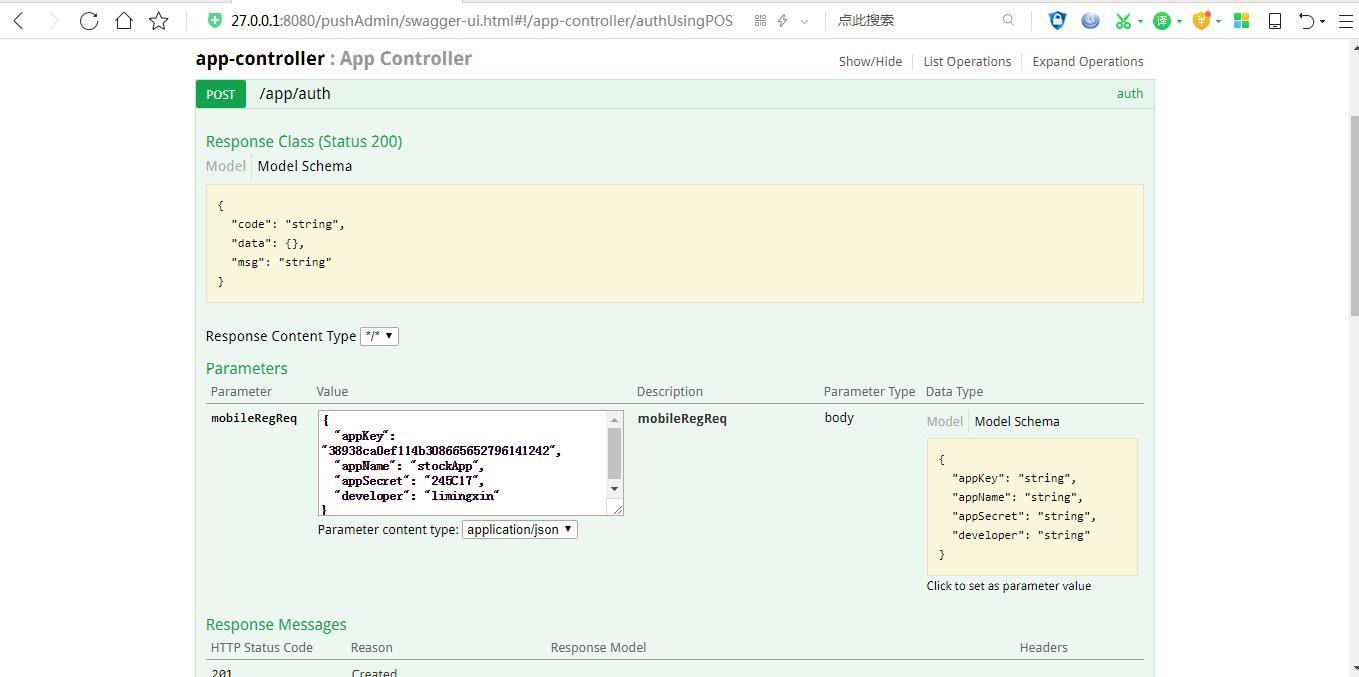 27.0.0.1:8080/pushAdmin/swagger-ui.html#!/app-controller/authUsingPOS
点此搜索
译
app-controller : App Controller
Show/Hide
List Operations
Expand Operations
POST /app/auth
auth
Response Class (Status 200)
Model Model Schema
{
"code": "string",
"data": {},
"msg": "string"
}
Response Content Type */*
Parameters
Parameter Value Description Parameter Type Data Type
mobileRegReq
{
"appKey":
"38938ca0ef114b308665652796141242",
"appName": "stockApp",
"appSecret": "245C17",
"developer": "limingxin"
}
Parameter content type: application/json
mobileRegReq
body
Model Model Schema
{
"appKey": "string",
"appName": "string",
"appSecret": "string",
"developer": "string"
}
Click to set as parameter value
Response Messages
HTTP Status Code Reason Response Model Headers
201 Created